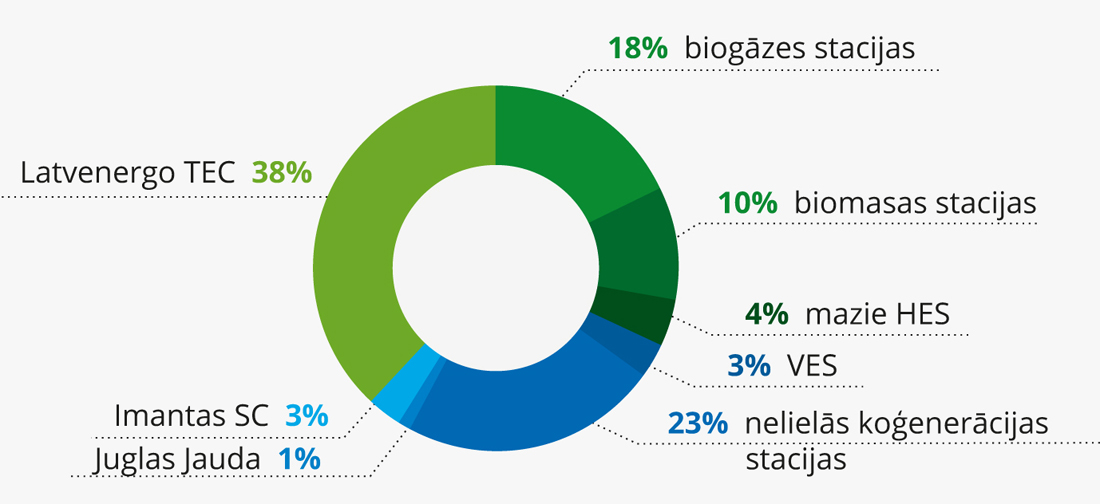 18% biogāzes stacijas
Latvenergo TEC 38%
10% biomasas stacijas
4% mazie HES
3% VES
Imantas SC 3%
23% nelielās koģenerācijas
stacijas
Juglas Jauda 1%